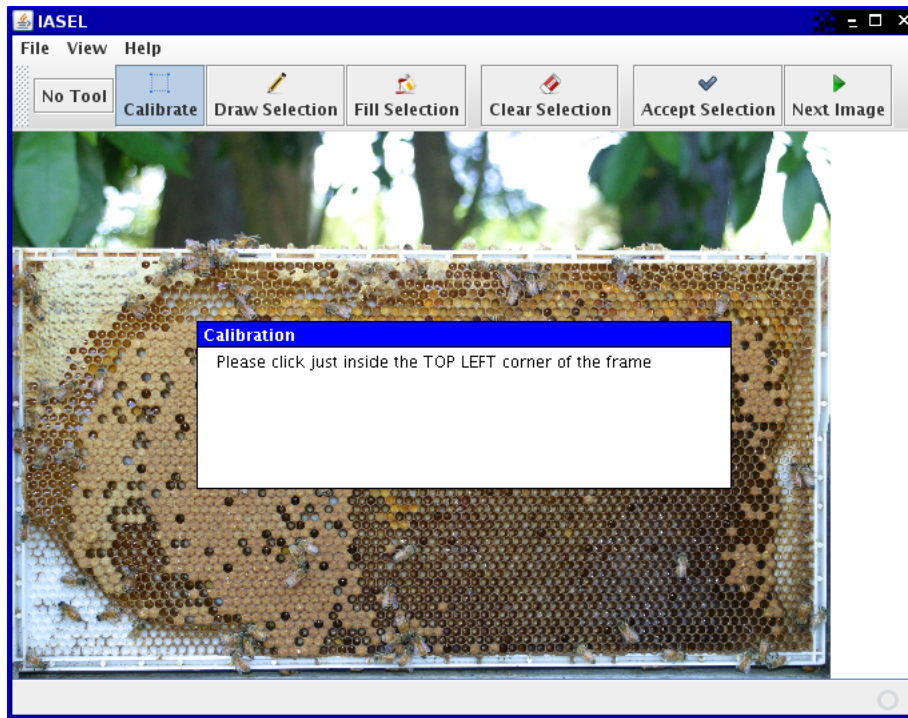 IASEL
File View Help
No Tool Calibrate Draw Selection Fill Selection Clear Selection Accept Selection Next Image
Calibration
Please click just inside the TOP LEFT corner of the frame